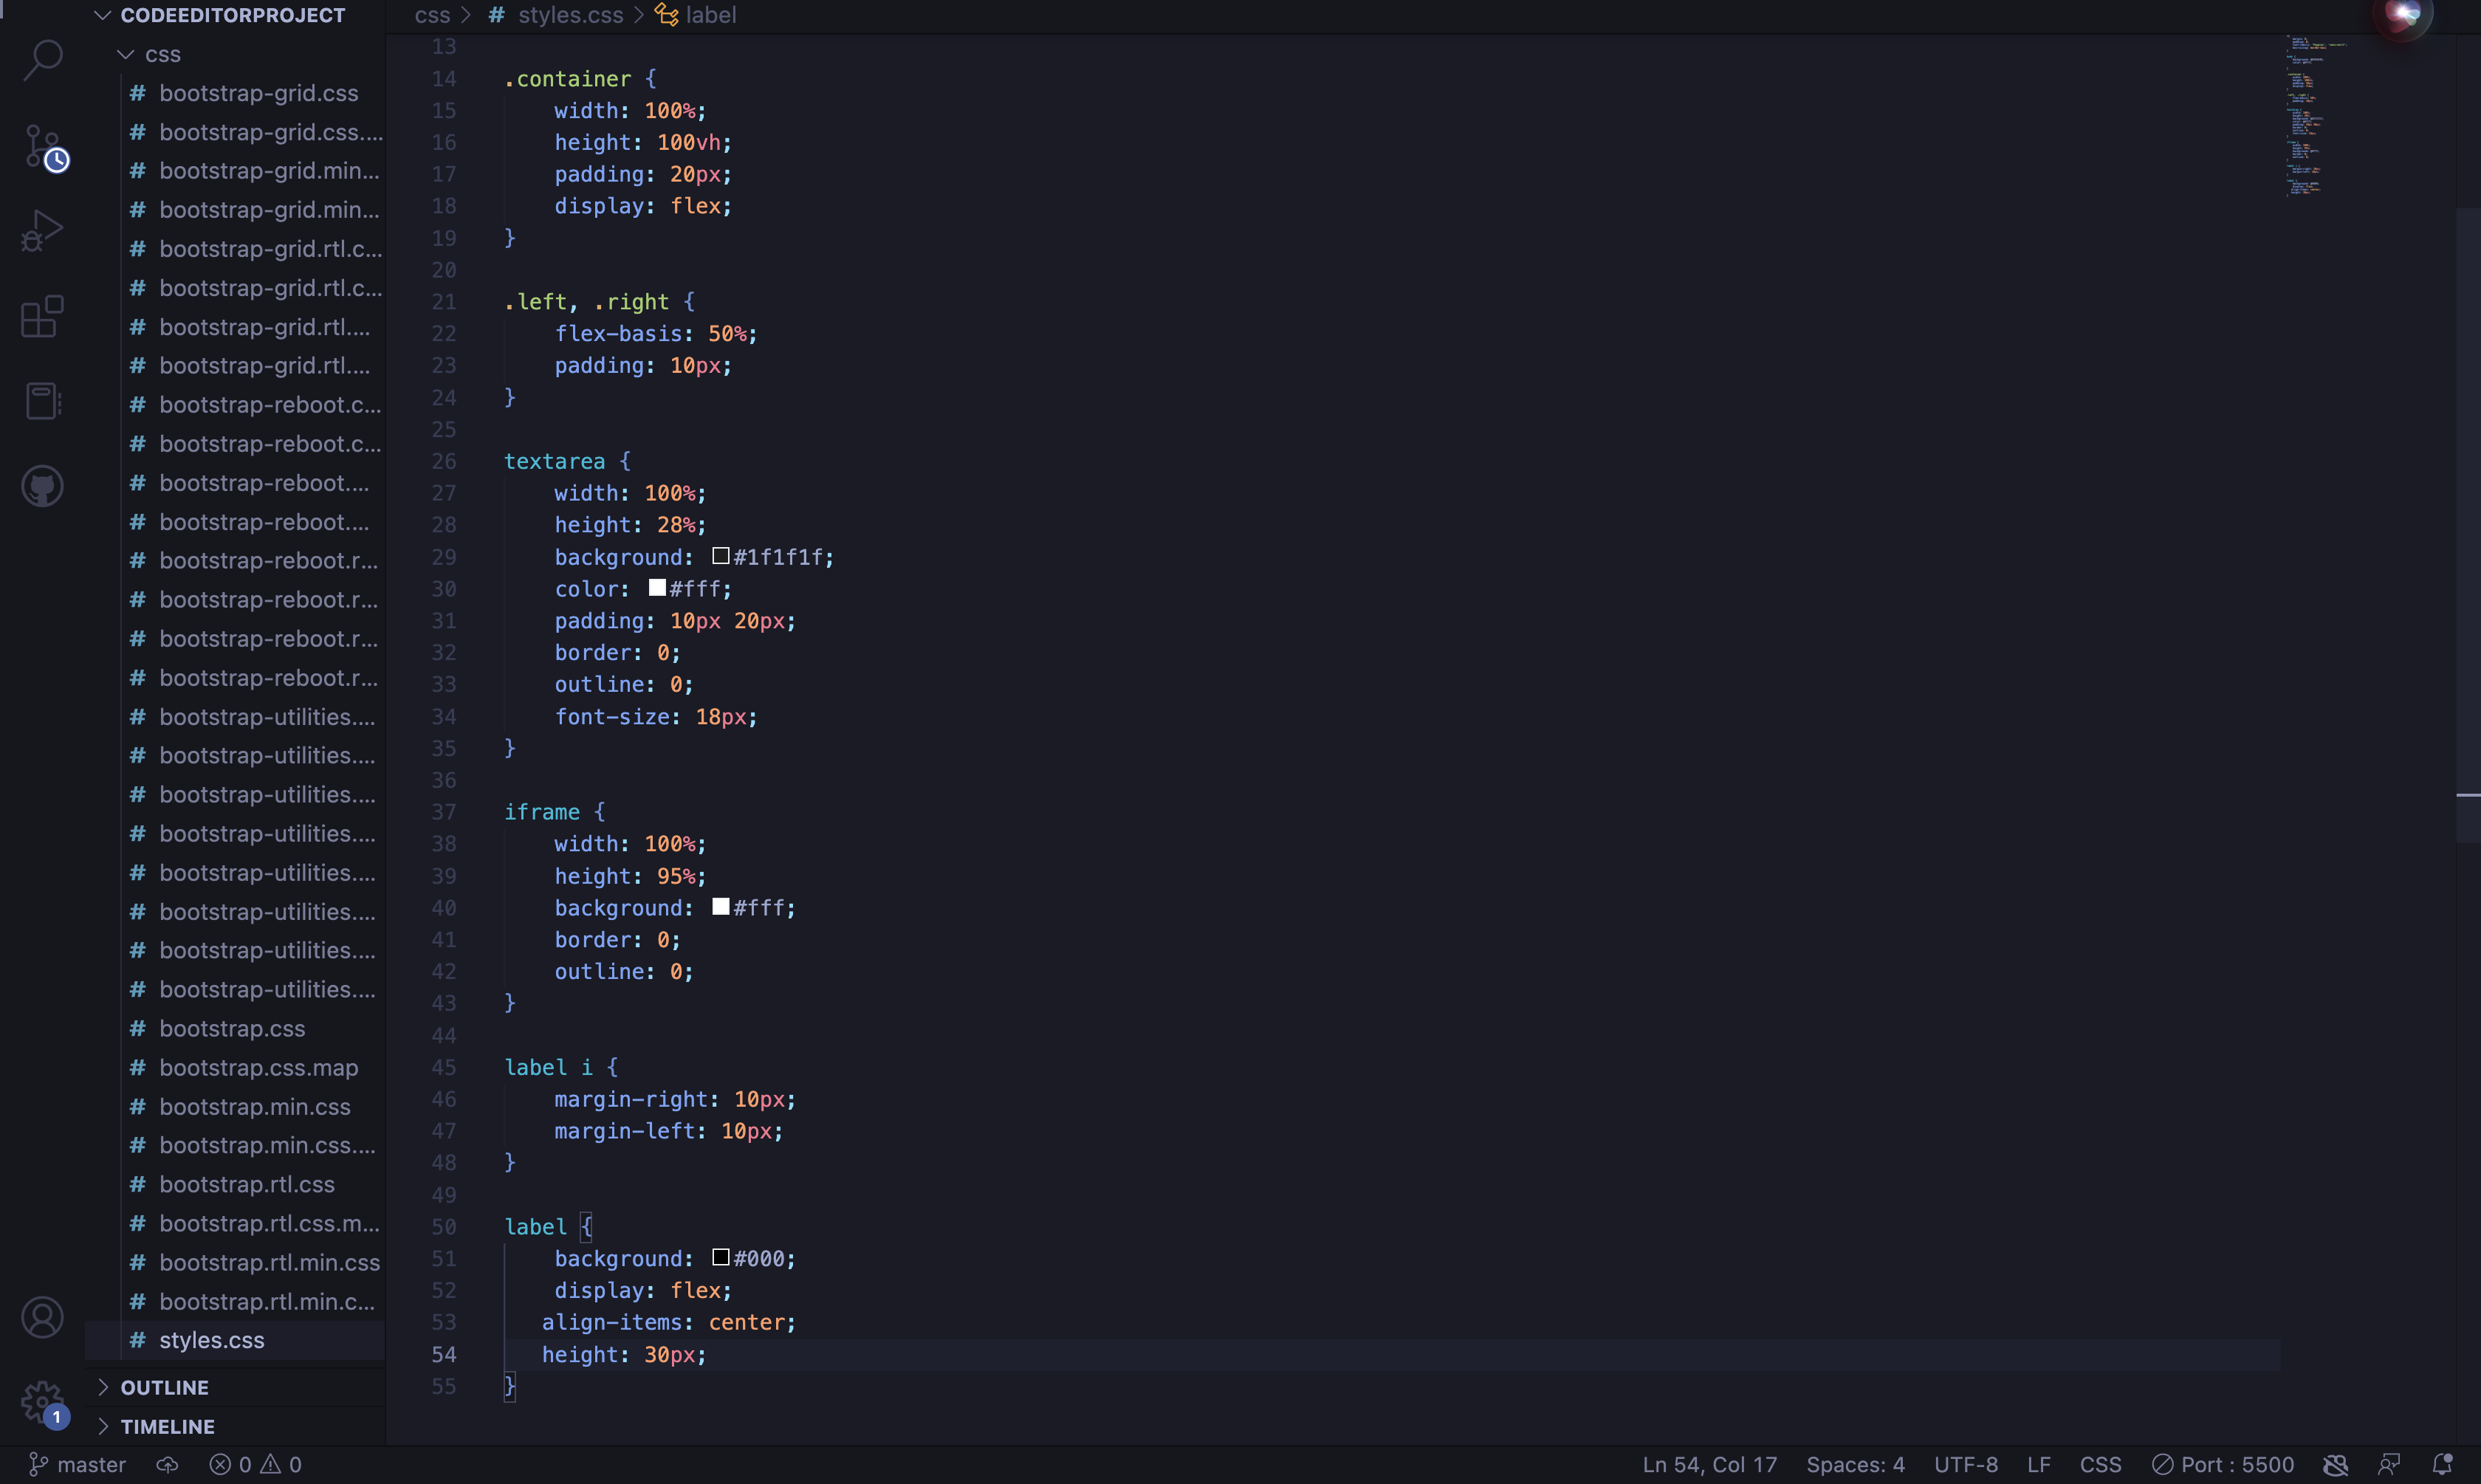 CODEEDITORPROJECT
css
# bootstrap-grid.css
# bootstrap-grid.css....
# bootstrap-grid.min...
# bootstrap-grid.min...
# bootstrap-grid.rtl.c...
# bootstrap-grid.rtl.c...
# bootstrap-grid.rtl....
# bootstrap-grid.rtl....
# bootstrap-reboot.c...
# bootstrap-reboot.c...
# bootstrap-reboot....
# bootstrap-reboot....
# bootstrap-reboot.r...
# bootstrap-reboot.r...
# bootstrap-reboot.r...
# bootstrap-reboot.r...
# bootstrap-utilities....
# bootstrap-utilities....
# bootstrap-utilities....
# bootstrap-utilities....
# bootstrap-utilities....
# bootstrap-utilities....
# bootstrap-utilities....
# bootstrap-utilities....
# bootstrap.css
# bootstrap.css.map
# bootstrap.min.css
# bootstrap.min.css....
# bootstrap.rtl.css
# bootstrap.rtl.css.m...
# bootstrap.rtl.min.css
# bootstrap.rtl.min.c...
# styles.css
OUTLINE
1
TIMELINE
css > # styles.css > label
13
14 .container {
15     width: 100%;
16     height: 100vh;
17     padding: 20px;
18     display: flex;
19 }
20
21 .left, .right {
22     flex-basis: 50%;
23     padding: 10px;
24 }
25
26 textarea {
27     width: 100%;
28     height: 28%;
29     background: #1f1f1f;
30     color: #fff;
31     padding: 10px 20px;
32     border: 0;
33     outline: 0;
34     font-size: 18px;
35 }
36
37 iframe {
38     width: 100%;
39     height: 95%;
40     background: #fff;
41     border: 0;
42     outline: 0;
43 }
44
45 label i {
46     margin-right: 10px;
47     margin-left: 10px;
48 }
49
50 label {
51     background: #000;
52     display: flex;
53    align-items: center;
54    height: 30px;
55 }
master 0 0 Ln 54, Col 17 Spaces: 4 UTF-8 LF CSS Port : 5500